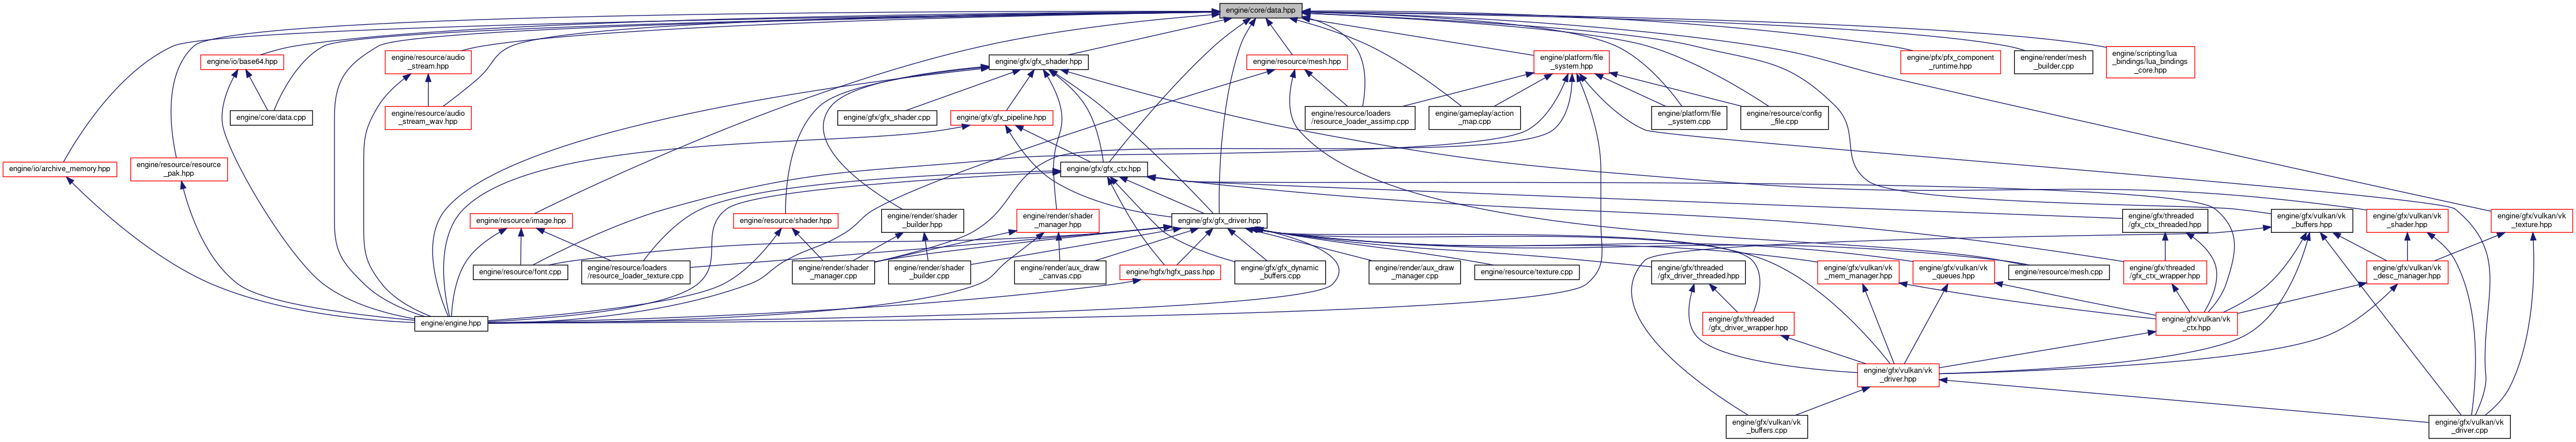 engine/core/data.hpp
engine/io/base64.hpp
engine/resource/audio
_stream.hpp
engine/gfx/gfx_shader.hpp
engine/resource/mesh.hpp
engine/platform/file
_system.hpp
engine/pfx/pfx_component
_runtime.hpp
engine/render/mesh
_builder.cpp
engine/scripting/lua
_bindings/lua_bindings
_core.hpp
engine/core/data.cpp
engine/resource/audio
_stream_wav.hpp
engine/gfx/gfx_shader.cpp
engine/gfx/gfx_pipeline.hpp
engine/resource/loaders
/resource_loader_assimp.cpp
engine/gameplay/action
_map.cpp
engine/platform/file
_system.cpp
engine/resource/config
_file.cpp
engine/io/archive_memory.hpp
engine/resource/resource
_pak.hpp
engine/gfx/gfx_ctx.hpp
engine/resource/image.hpp
engine/resource/shader.hpp
engine/render/shader
_builder.hpp
engine/render/shader
_manager.hpp
engine/gfx/gfx_driver.hpp
engine/gfx/threaded
/gfx_ctx_threaded.hpp
engine/gfx/vulkan/vk
_buffers.hpp
engine/gfx/vulkan/vk
_shader.hpp
engine/gfx/vulkan/vk
_texture.hpp
engine/resource/font.cpp
engine/resource/loaders
/resource_loader_texture.cpp
engine/render/shader
_manager.cpp
engine/render/shader
_builder.cpp
engine/render/aux_draw
_canvas.cpp
engine/hgfx/hgfx_pass.hpp
engine/gfx/gfx_dynamic
_buffers.cpp
engine/render/aux_draw
_manager.cpp
engine/resource/texture.cpp
engine/gfx/threaded
/gfx_driver_threaded.hpp
engine/gfx/vulkan/vk
_mem_manager.hpp
engine/gfx/vulkan/vk
_queues.hpp
engine/resource/mesh.cpp
engine/gfx/threaded
/gfx_ctx_wrapper.hpp
engine/gfx/vulkan/vk
_desc_manager.hpp
engine/engine.hpp
engine/gfx/threaded
/gfx_driver_wrapper.hpp
engine/gfx/vulkan/vk
_ctx.hpp
engine/gfx/vulkan/vk
_driver.hpp
engine/gfx/vulkan/vk
_buffers.cpp
engine/gfx/vulkan/vk
_driver.cpp